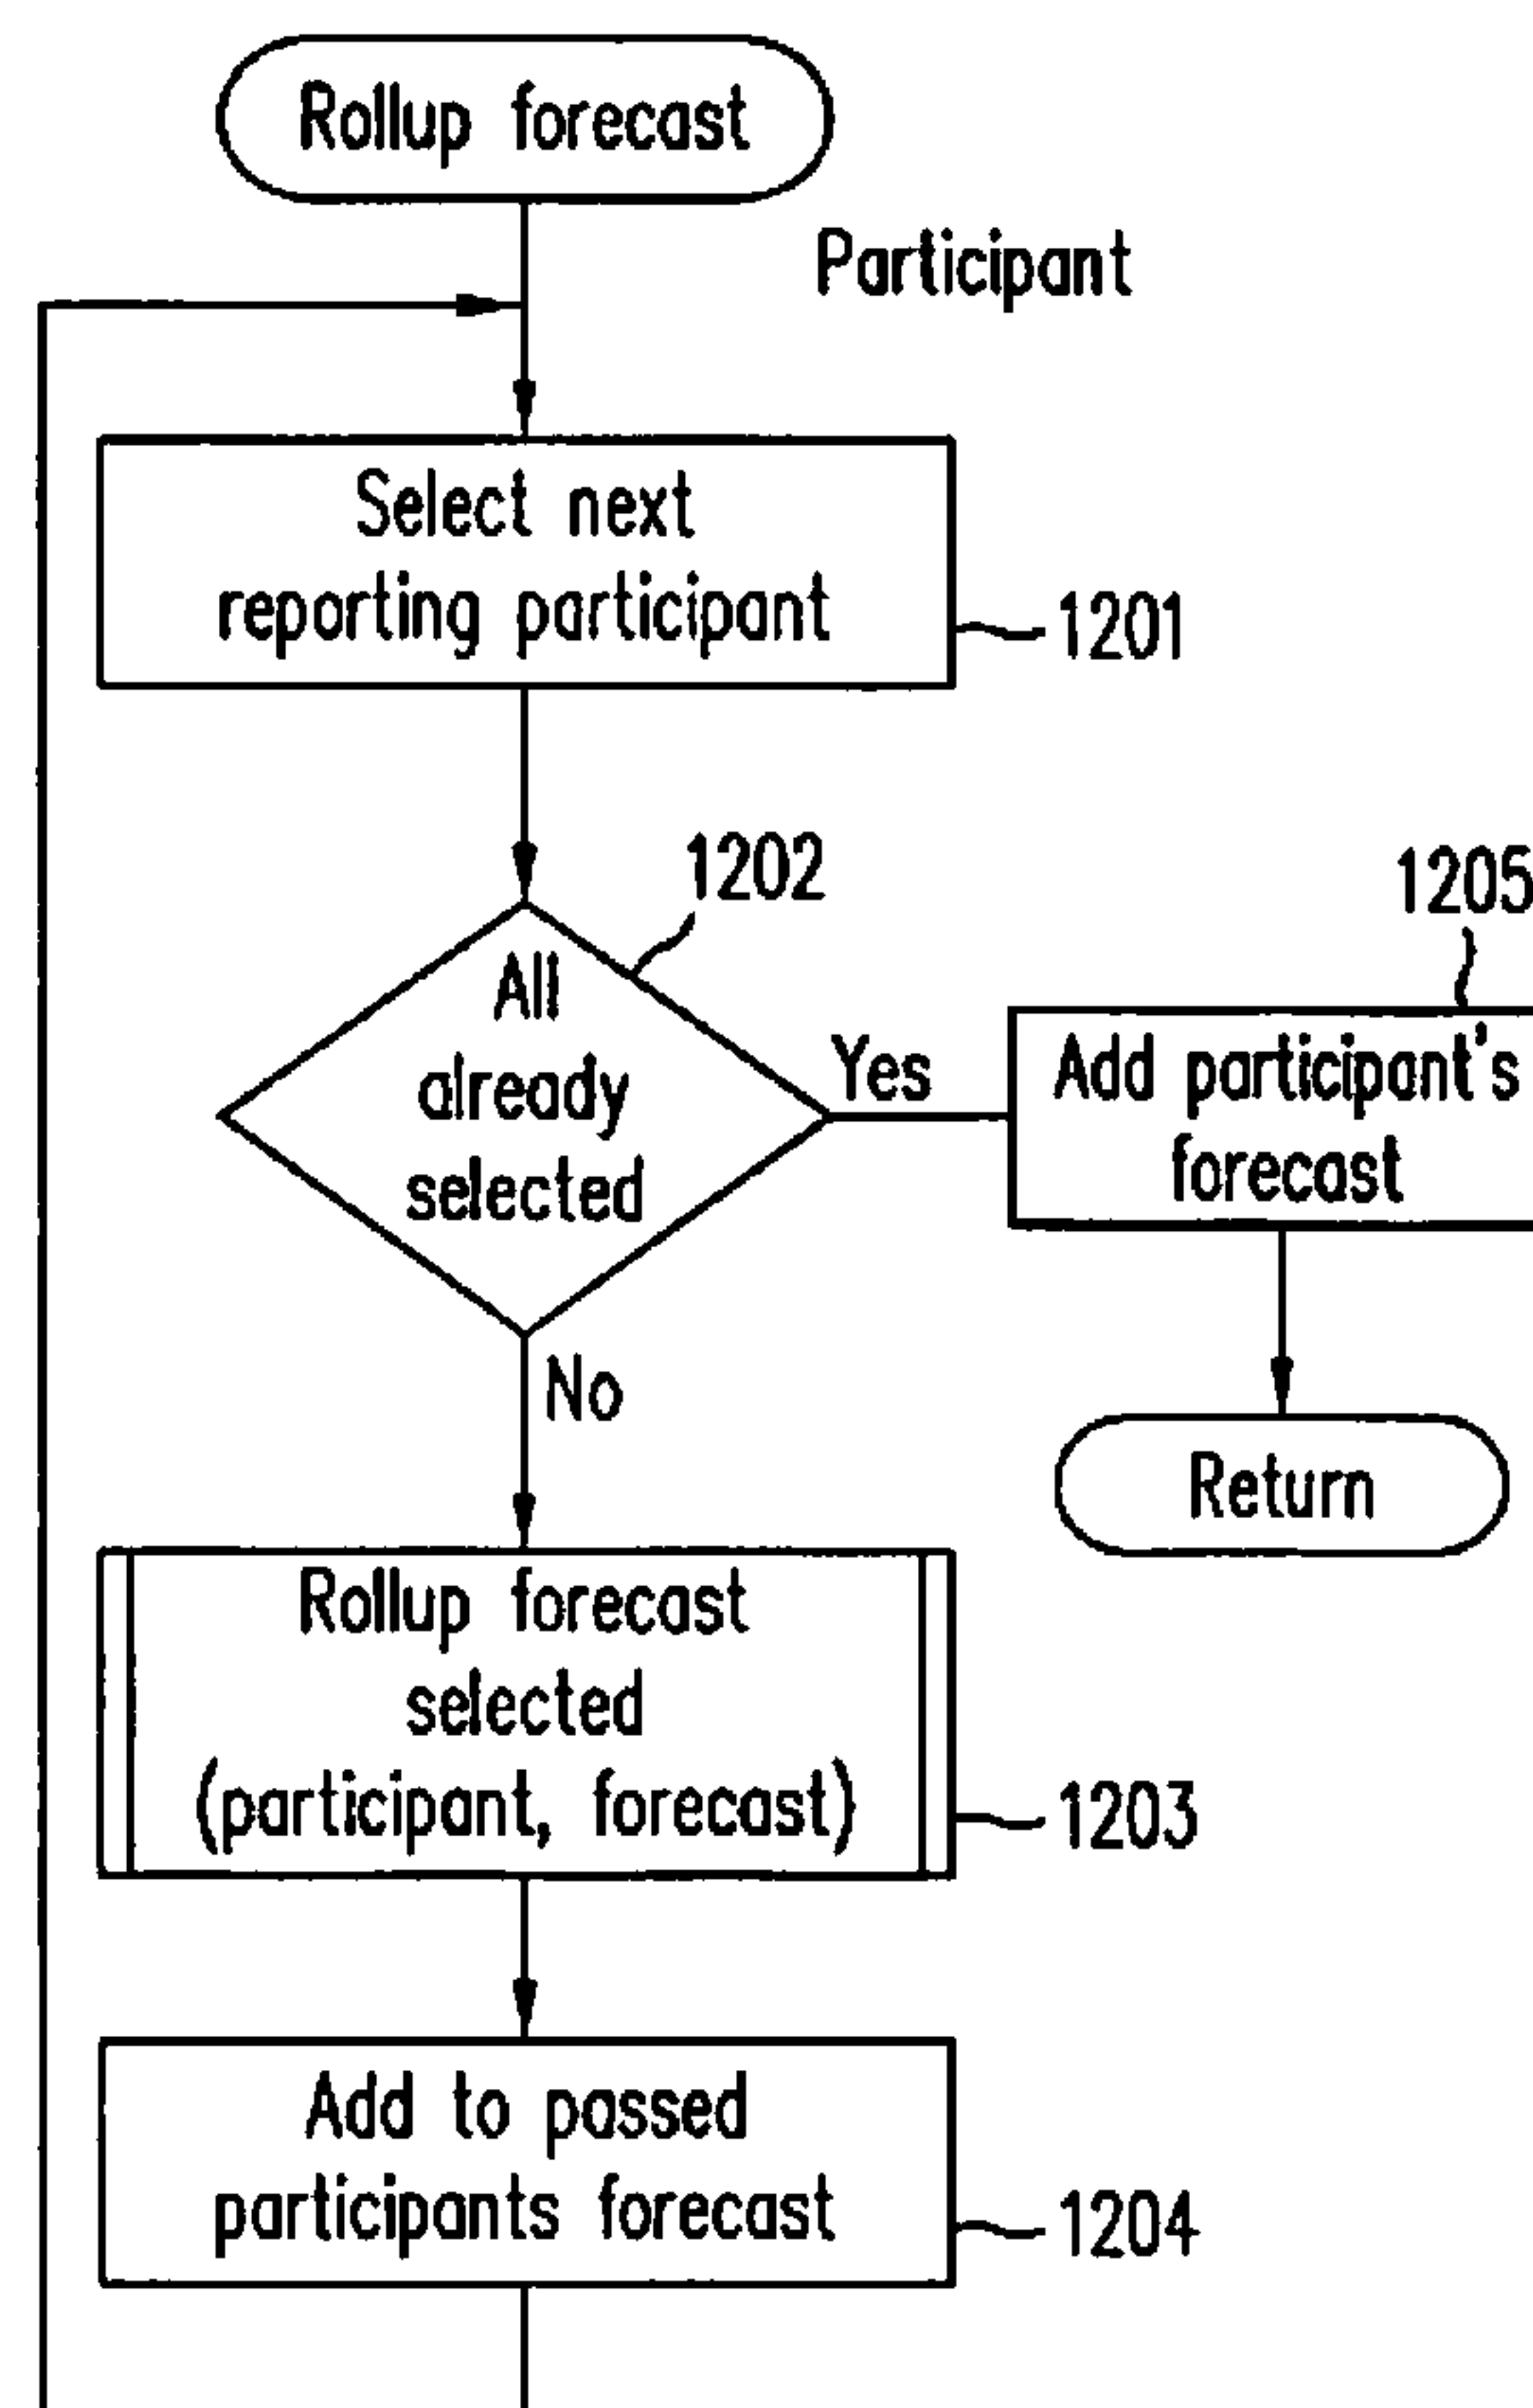 Rollup forecast
Participant
Select next
reporting participant
1201
1202
All
already
selected
Yes
1205
Add participant's
forecast
No
Return
Rollup forecast
selected
(participant, forecast)
1203
Add to passed
participants forecast
1204